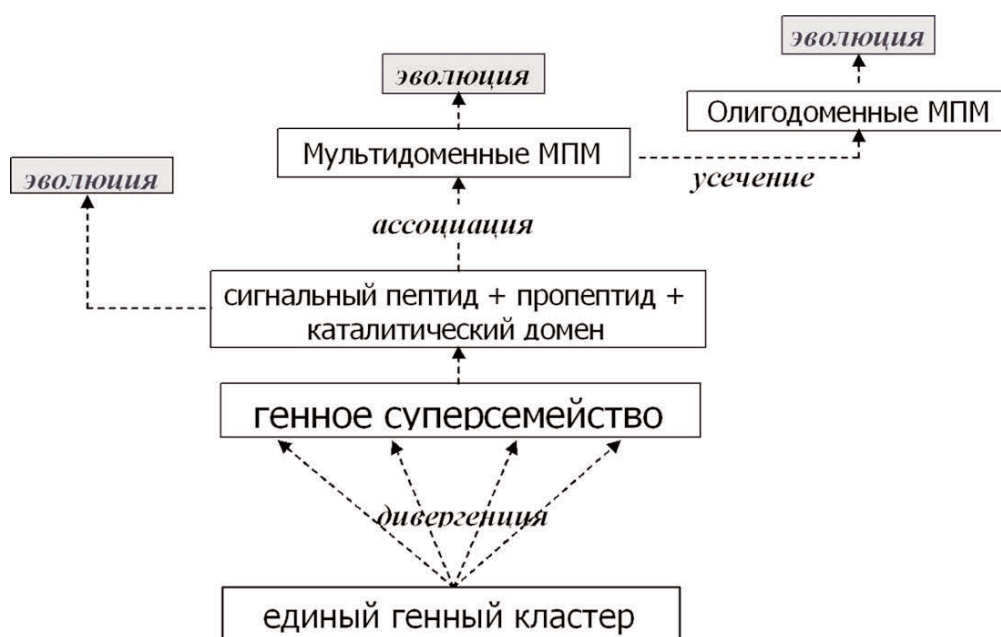 эволюция
эволюция
Олигодоменные МПМ
Мультидоменные МПМ
эволюция
усечение
ассоциация
сигнальный пептид + пропептид +
каталитический домен
генное суперсемейство
дивергенция
единый генный кластер